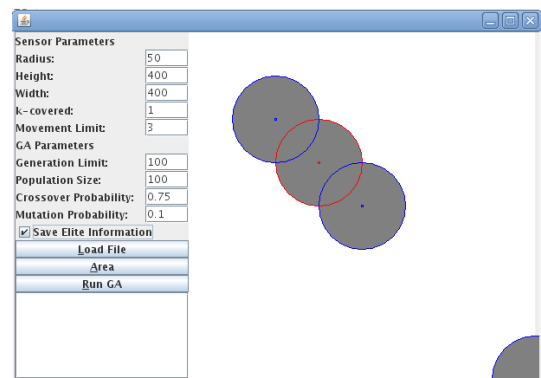 Sensor Parameters
Radius: 50
Height: 400
Width: 400
k-covered: 1
Movement Limit: 3
GA Parameters
Generation Limit: 100
Population Size: 100
Crossover Probability: 0.75
Mutation Probability: 0.1
Save Elite Information
Load File
Area
Run GA